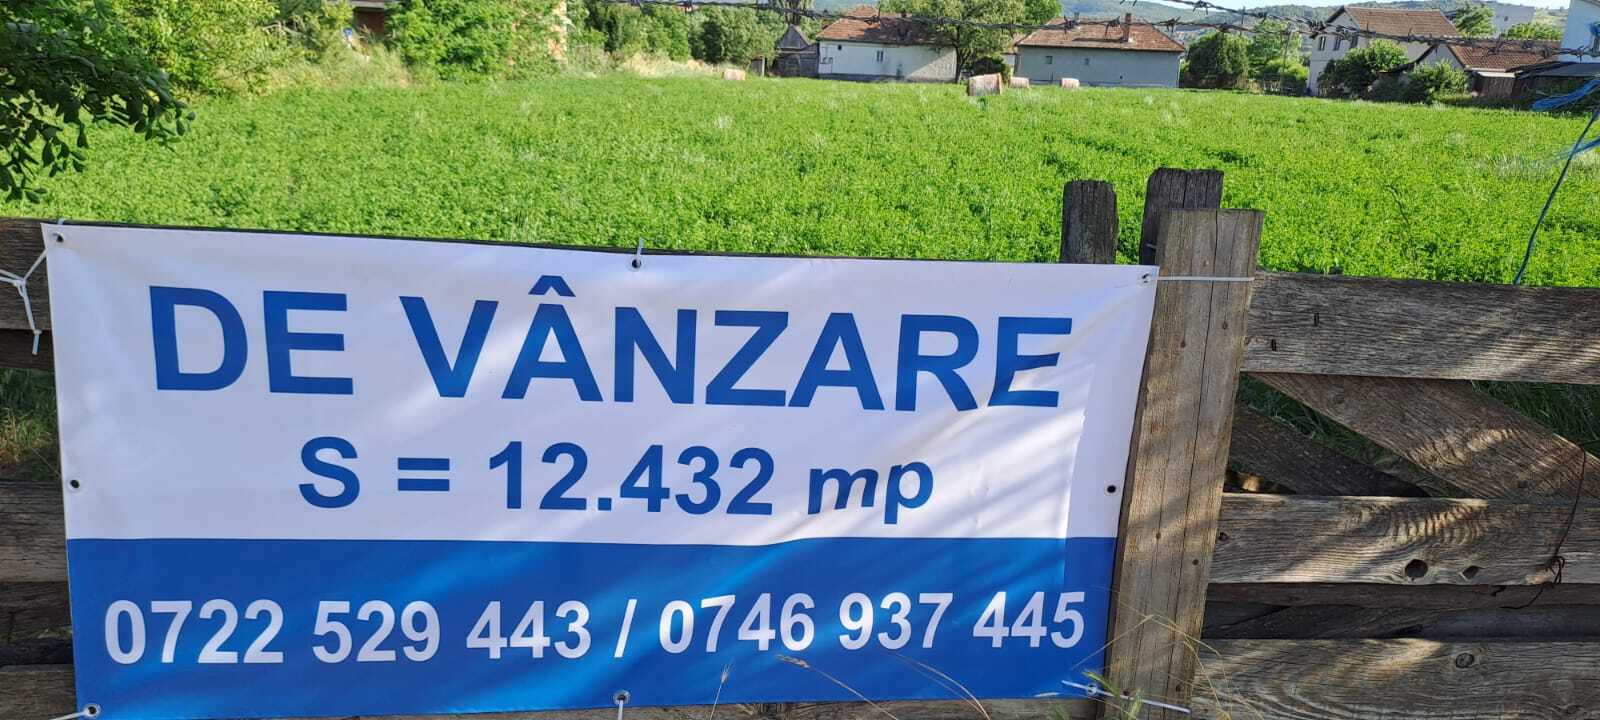 DE VÂNZARE
S = 12.432 mp
0722 529 443 / 0746 937 445